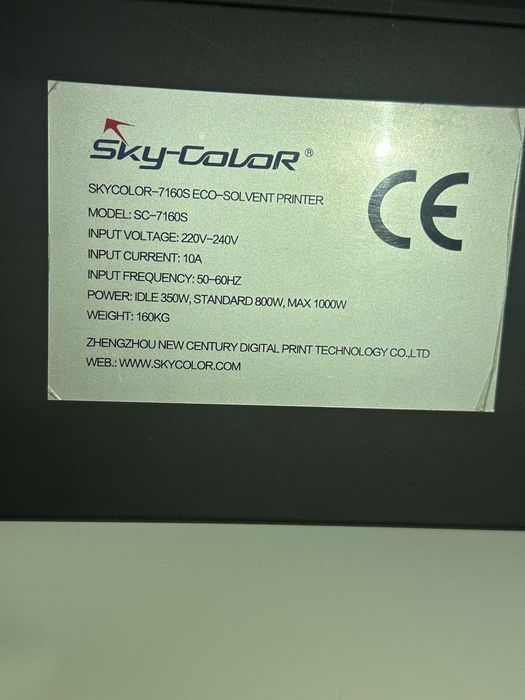 Sky-Color®
SKYCOLOR-7160S ECO-SOLVENT PRINTER
MODEL: SC-7160S
INPUT VOLTAGE: 220V-240V
INPUT CURRENT: 10A
INPUT FREQUENCY: 50-60HZ
POWER: IDLE 350W, STANDARD 800W, MAX 1000W
WEIGHT: 160KG
CE
ZHENGZHOU NEW CENTURY DIGITAL PRINT TECHNOLOGY CO.,LTD
WEB.: WWW.SKYCOLOR.COM